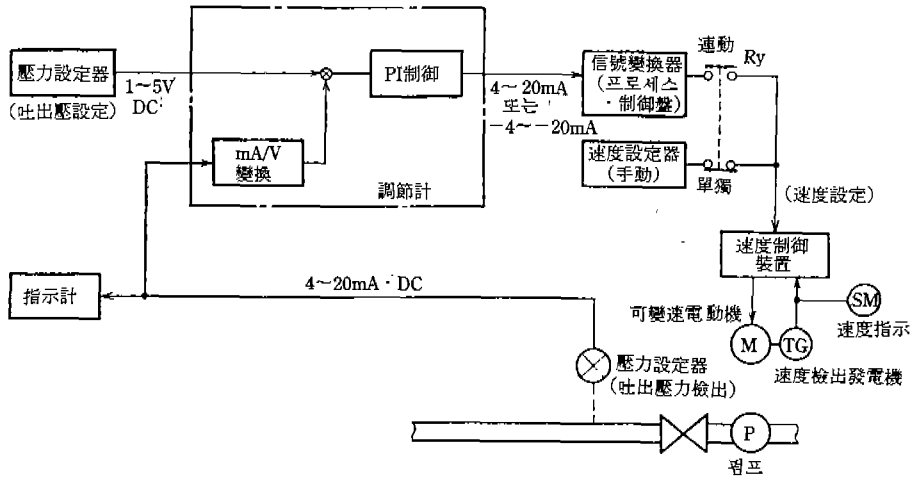 壓力設定器
(吐出壓設定)
1～5V
DC
PI制御
mA/V
變換
調節計
4～20mA
또는
－4～－20mA
信號變換器
(프로세스
·制御盤)
連動
Ry
速度設定器
(手動)
單獨
(速度設定)
速度制御
裝置
指示計
4～20mA·DC
可變速電動機
M
TG
SM
速度指示
速度檢出發電機
壓力設定器
(吐出壓力檢出)
P
펌프